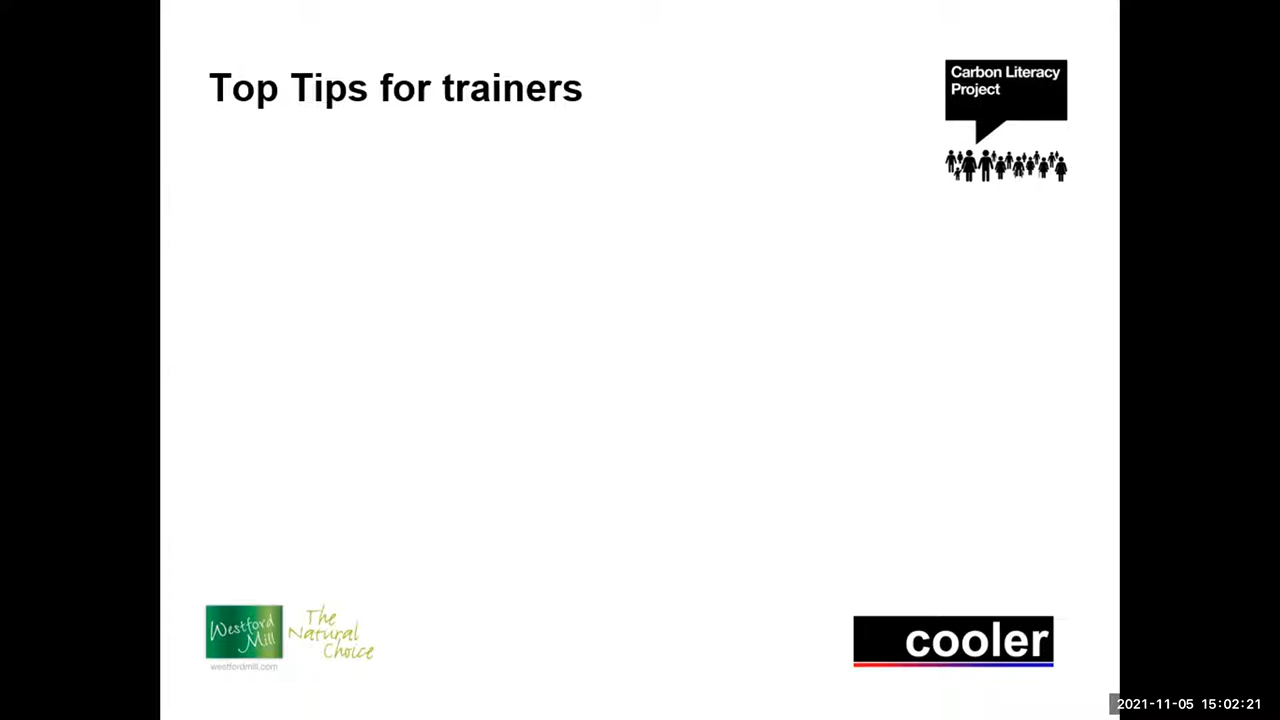 Top Tips for trainers
Carbon Literacy
Project
Westford
Mill
The
Natural
Choice
westfordmill.com
cooler
2021-11-05 15:02:21